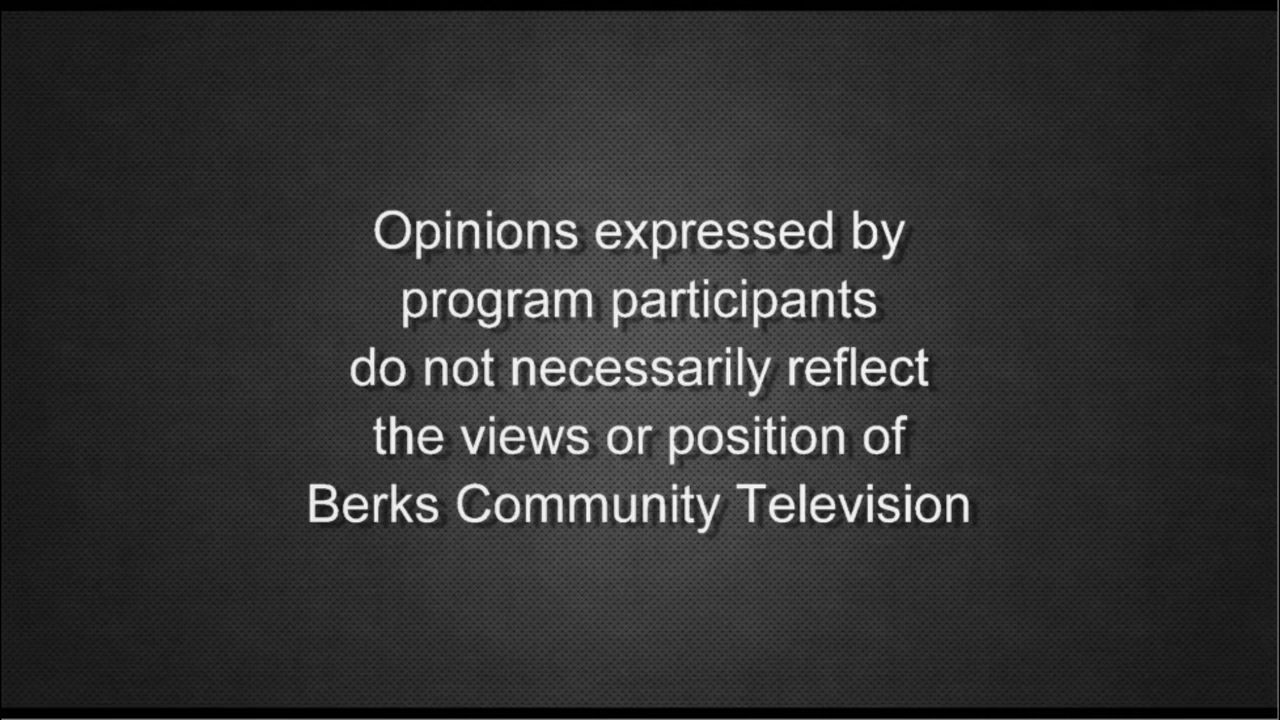 Opinions expressed by
program participants
do not necessarily reflect
the views or position of
Berks Community Television